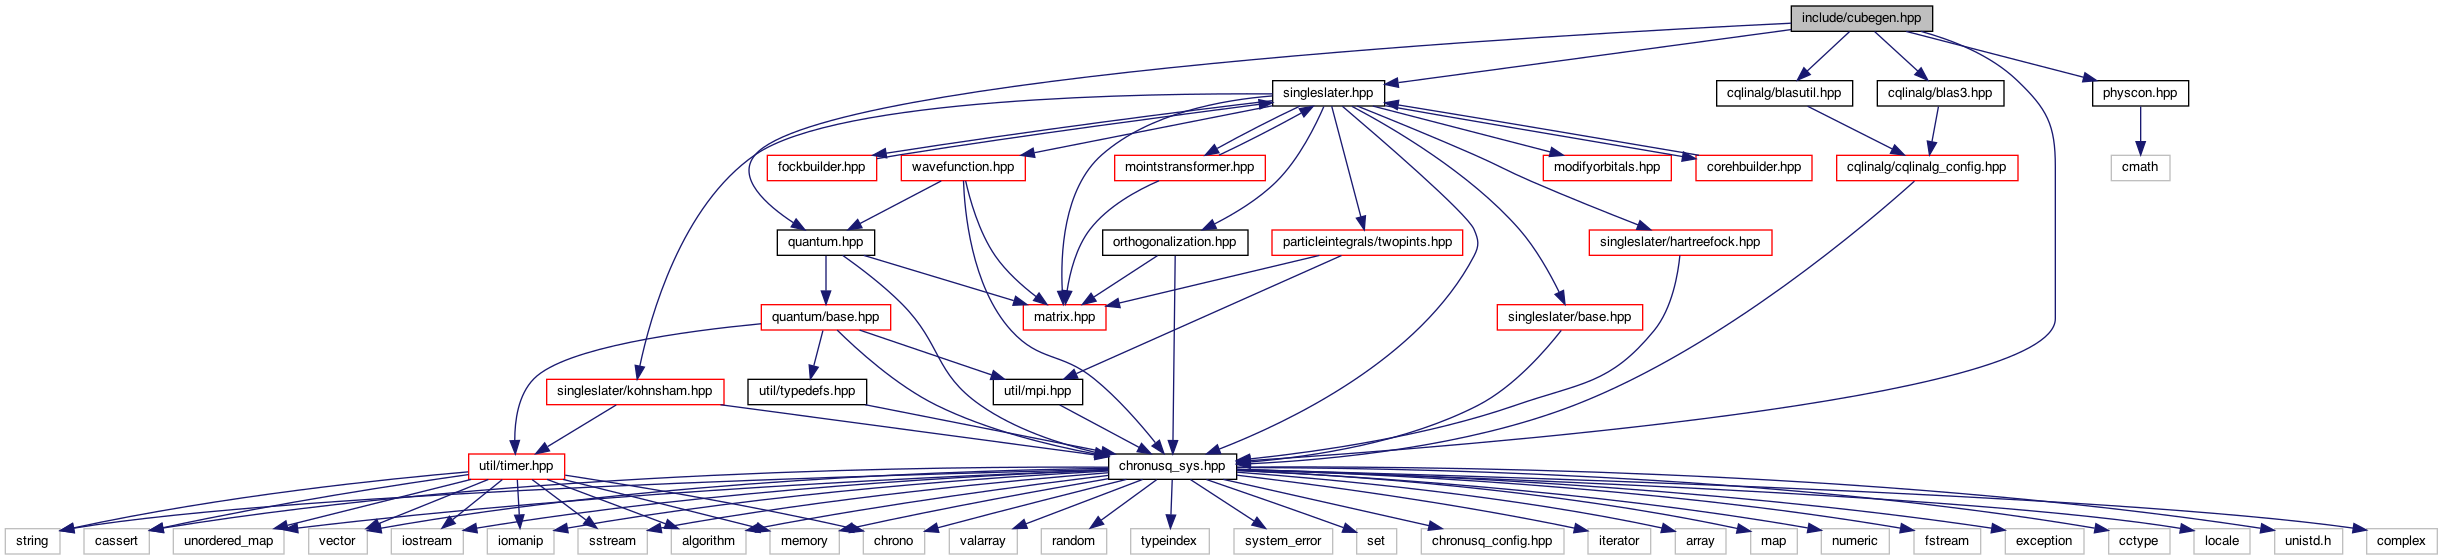 include/cubegen.hpp
singleslater.hpp
cqlinalg/blasutil.hpp
cqlinalg/blas3.hpp
physcon.hpp
fockbuilder.hpp
wavefunction.hpp
mointstransformer.hpp
modifyorbitals.hpp
corehbuilder.hpp
cqlinalg/cqlinalg_config.hpp
cmath
quantum.hpp
orthogonalization.hpp
particleintegrals/twopints.hpp
singleslater/hartreefock.hpp
quantum/base.hpp
matrix.hpp
singleslater/base.hpp
singleslater/kohnsham.hpp
util/typedefs.hpp
util/mpi.hpp
util/timer.hpp
chronusq_sys.hpp
string
cassert
unordered_map
vector
iostream
iomanip
sstream
algorithm
memory
chrono
valarray
random
typeindex
system_error
set
chronusq_config.hpp
iterator
array
map
numeric
fstream
exception
cctype
locale
unistd.h
complex